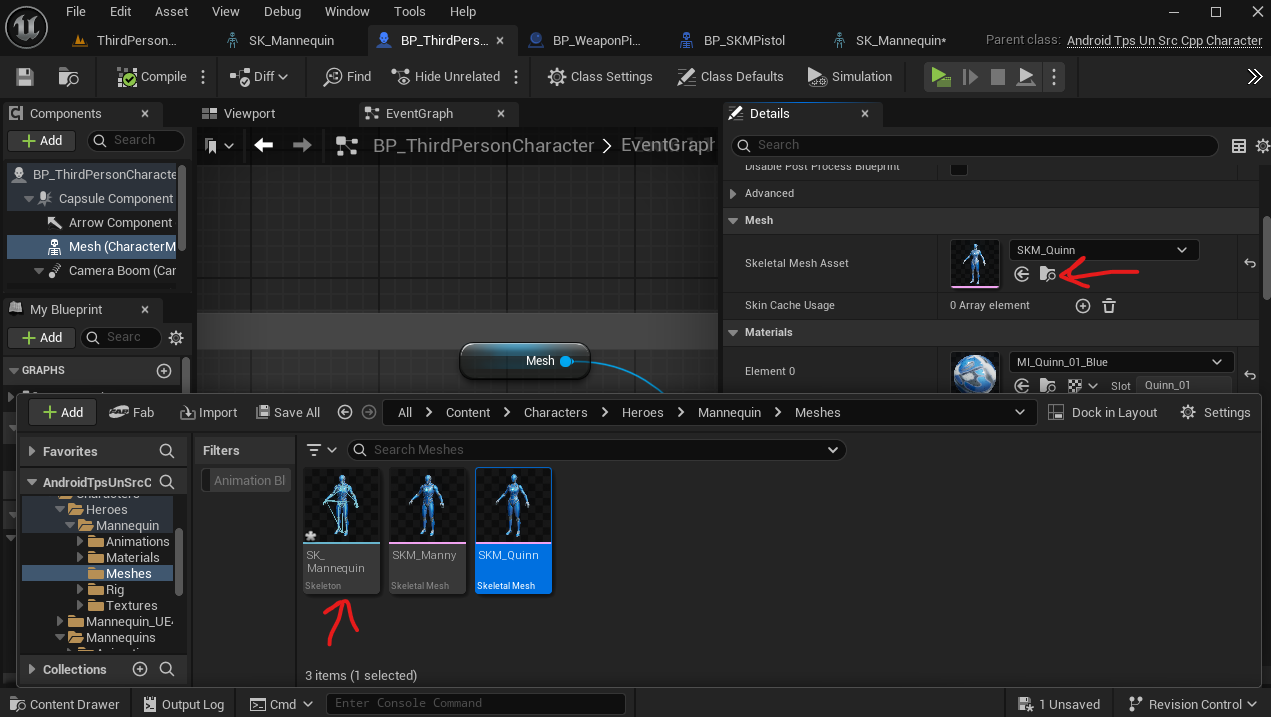 File Edit Asset View Debug Window Tools Help
ThirdPerson... SK_Mannequin BP_ThirdPers... BP_WeaponPi... BP_SKMPistol SK_Mannequin* Parent class: Android Tps Un Src Cpp Character
Compile Diff Find Hide Unrelated Class Settings Class Defaults Simulation
Components Viewport EventGraph Details
Add Search BP_ThirdPersonCharacter > EventGraph Search
BP_ThirdPersonCharacte Disable Post Process Blueprint
Capsule Component Advanced
Arrow Component Mesh
Mesh (CharacterM SKM_Quinn
Camera Boom (Car Skeletal Mesh Asset
My Blueprint Skin Cache Usage 0 Array element
Add Searc Materials
Mesh MI_Quinn_01_Blue
GRAPHS Element 0
Slot Quinn_01
Add Fab Import Save All All > Content > Characters > Heroes > Mannequin > Meshes Dock in Layout Settings
Favorites Filters Search Meshes
AndroidTpsUnSrcC Animation Bl
Characters
Heroes
Mannequin
Animations
Materials
Meshes
Rig
Textures
Mannequin_UE4
Mannequins
SK_
Mannequin
Skeleton
SKM_Manny
Skeletal Mesh
SKM_Quinn
Skeletal Mesh
Collections 3 items (1 selected)
Content Drawer Output Log Cmd Enter Console Command 1 Unsaved Revision Control